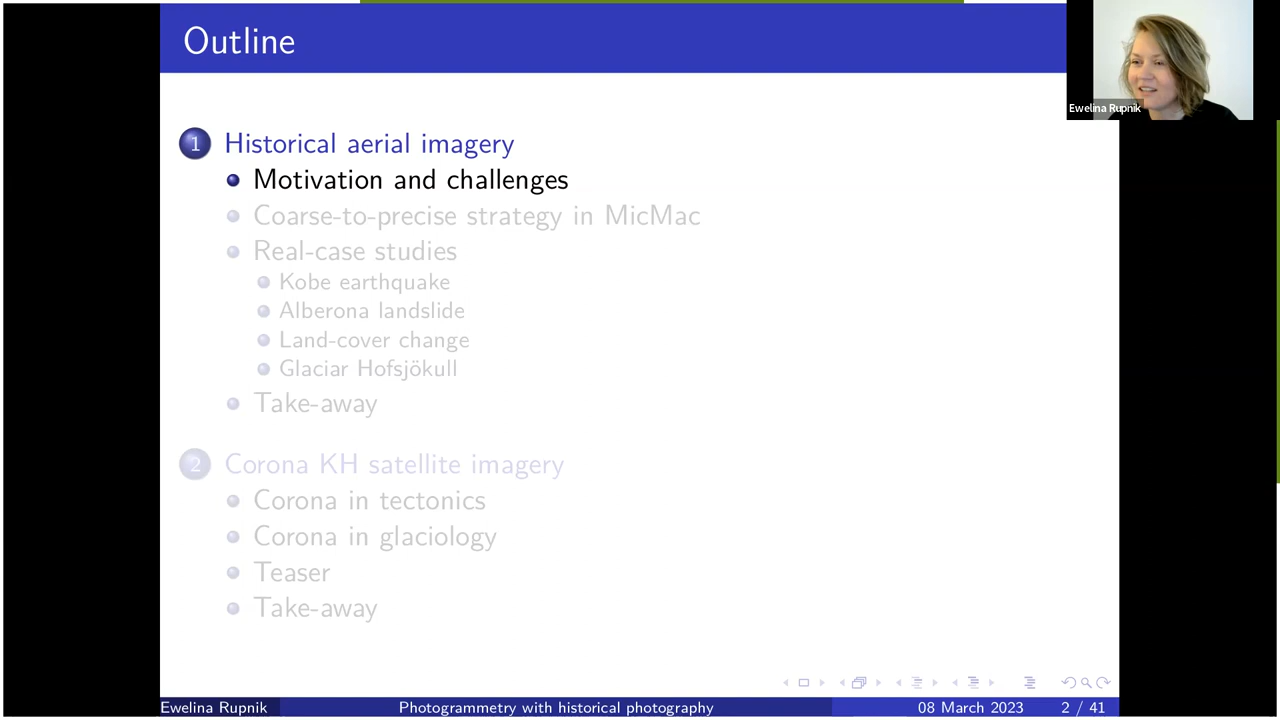 Outline
Ewelina Rupnik
1 Historical aerial imagery
Motivation and challenges
Coarse-to-precise strategy in MicMac
Real-case studies
Kobe earthquake
Alberona landslide
Land-cover change
Glaciar Hofsjökull
Take-away
2 Corona KH satellite imagery
Corona in tectonics
Corona in glaciology
Teaser
Take-away
Ewelina Rupnik Photogrammetry with historical photography 08 March 2023 2 / 41